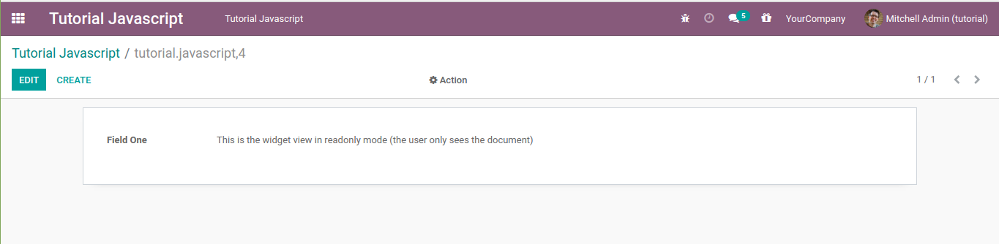 Tutorial Javascript Tutorial Javascript 5 YourCompany Mitchell Admin (tutorial)
Tutorial Javascript / tutorial.javascript,4
EDIT CREATE Action 1 / 1
Field One This is the widget view in readonly mode (the user only sees the document)